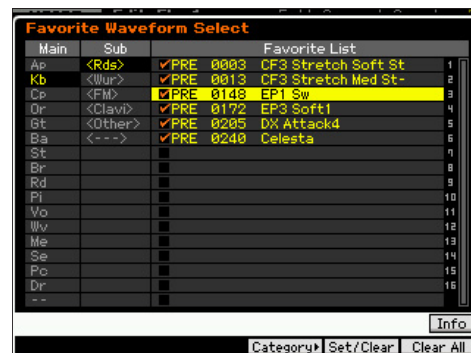 Favorite Waveform Select
Main Sub Favorite List
Ap <Rds> ✔PRE 0003 CF3 Stretch Soft St 1
Kb <Wur> ✔PRE 0013 CF3 Stretch Med St- 2
Cp <FM> ✔PRE 0148 EP1 Sw 3
Or <Clavi> ✔PRE 0172 EP3 Soft1 4
Gt <Other> ✔PRE 0205 DX Attack4 5
Ba <---> ✔PRE 0240 Celesta 6
St 7
Br 8
Rd 9
Pi 10
Vo 11
Wv 12
Me 13
Se 14
Pc 15
Dr 16
--
Info
Category▶ Set/Clear Clear All